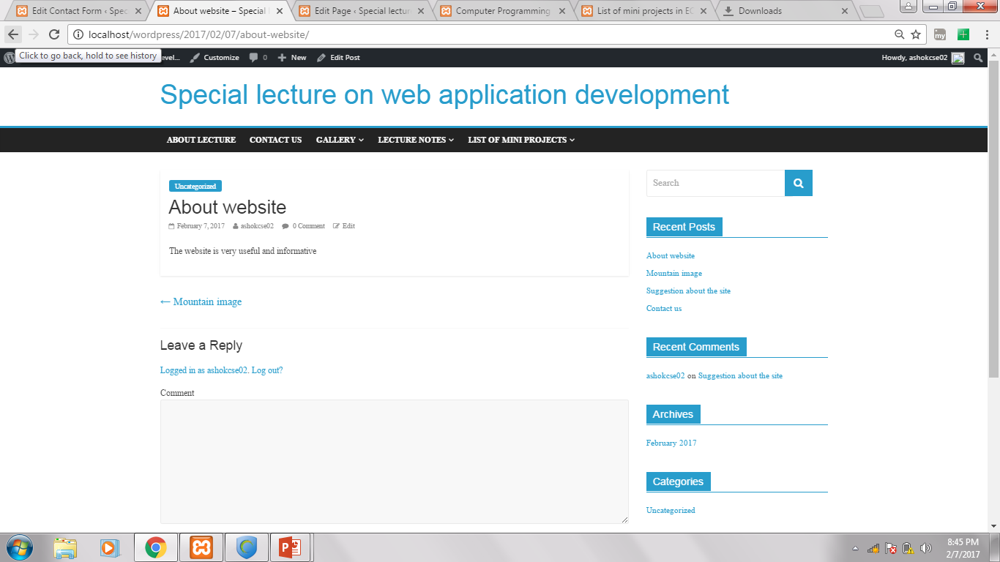 Edit Contact Form ‹ Spec
About website – Special
Edit Page ‹ Special lectur
Computer Programming
List of mini projects in EC
Downloads
localhost/wordpress/2017/02/07/about-website/
my
Click to go back, hold to see history
evel...
Customize
0
New
Edit Post
Howdy, ashokcse02
Special lecture on web application development
ABOUT LECTURE
CONTACT US
GALLERY
LECTURE NOTES
LIST OF MINI PROJECTS
Uncategorized
About website
February 7, 2017 ashokcse02 0 Comment Edit
The website is very useful and informative
← Mountain image
Leave a Reply
Logged in as ashokcse02. Log out?
Comment
Search
Recent Posts
About website
Mountain image
Suggestion about the site
Contact us
Recent Comments
ashokcse02 on Suggestion about the site
Archives
February 2017
Categories
Uncategorized
8:45 PM
2/7/2017